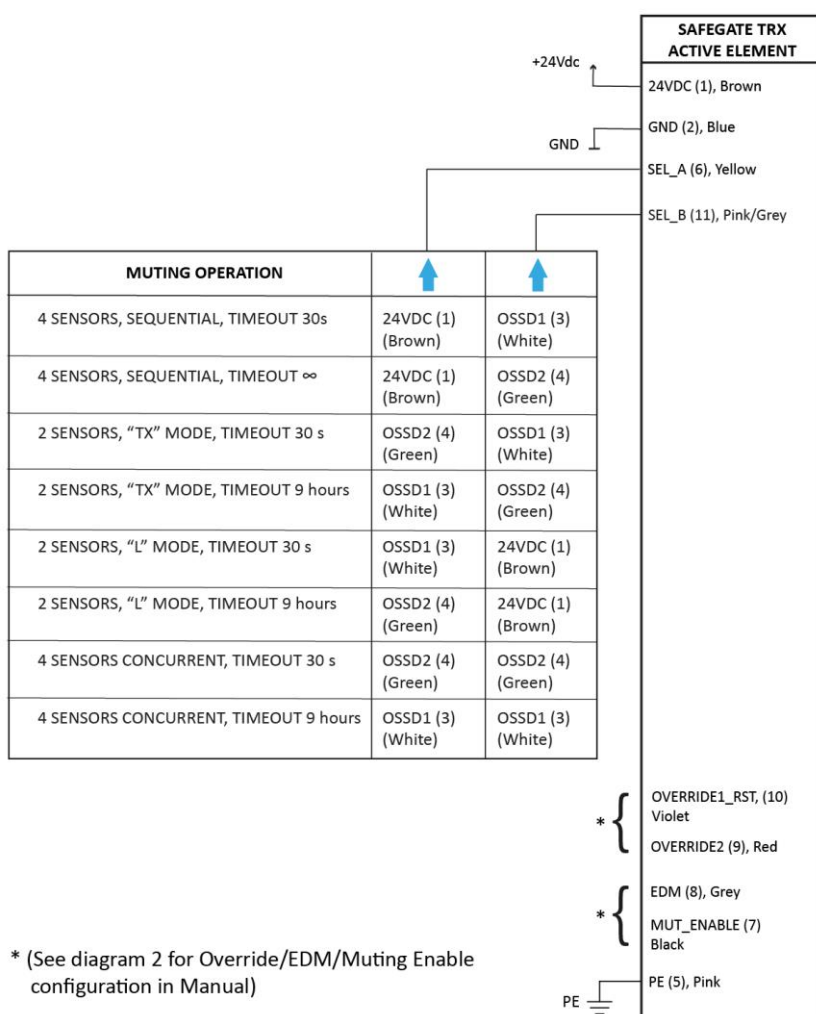 SAFEGATE TRX
ACTIVE ELEMENT
+24Vdc
24VDC (1), Brown
GND (2), Blue
GND
SEL_A (6), Yellow
SEL_B (11), Pink/Grey
MUTING OPERATION
4 SENSORS, SEQUENTIAL, TIMEOUT 30s
24VDC (1)
(Brown)
OSSD1 (3)
(White)
4 SENSORS, SEQUENTIAL, TIMEOUT ∞
24VDC (1)
(Brown)
OSSD2 (4)
(Green)
2 SENSORS, “TX” MODE, TIMEOUT 30 s
OSSD2 (4)
(Green)
OSSD1 (3)
(White)
2 SENSORS, “TX” MODE, TIMEOUT 9 hours
OSSD1 (3)
(White)
OSSD2 (4)
(Green)
2 SENSORS, “L” MODE, TIMEOUT 30 s
OSSD1 (3)
(White)
24VDC (1)
(Brown)
2 SENSORS, “L” MODE, TIMEOUT 9 hours
OSSD2 (4)
(Green)
24VDC (1)
(Brown)
4 SENSORS CONCURRENT, TIMEOUT 30 s
OSSD2 (4)
(Green)
OSSD2 (4)
(Green)
4 SENSORS CONCURRENT, TIMEOUT 9 hours
OSSD1 (3)
(White)
OSSD1 (3)
(White)
*
OVERRIDE1_RST, (10)
Violet
OVERRIDE2 (9), Red
*
EDM (8), Grey
MUT_ENABLE (7)
Black
* (See diagram 2 for Override/EDM/Muting Enable
configuration in Manual)
PE (5), Pink
PE